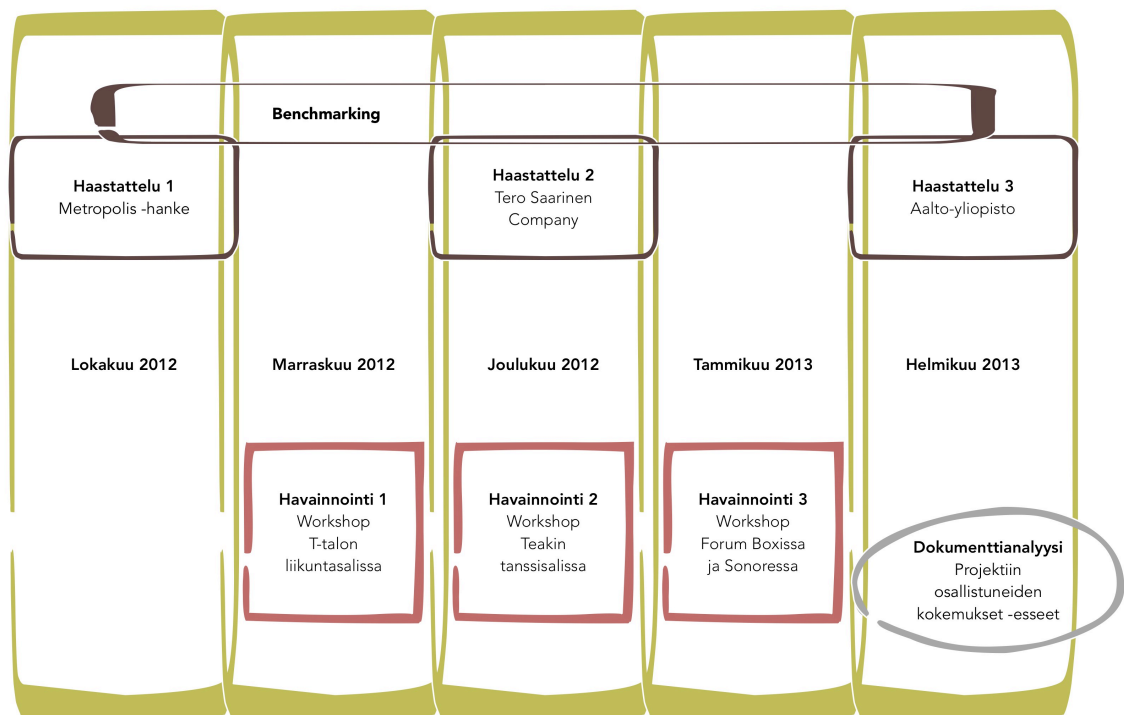 Benchmarking
Haastattelu 1
Metropolis -hanke
Haastattelu 2
Tero Saarinen
Company
Haastattelu 3
Aalto-yliopisto
Lokakuu 2012
Marraskuu 2012
Joulukuu 2012
Tammikuu 2013
Helmikuu 2013
Havainnointi 1
Workshop
T-talon
liikuntasalissa
Havainnointi 2
Workshop
Teakin
tanssisalissa
Havainnointi 3
Workshop
Forum Boxissa
ja Sonoressa
Dokumenttianalyysi
Projektiin
osallistuneiden
kokemukset -esseet